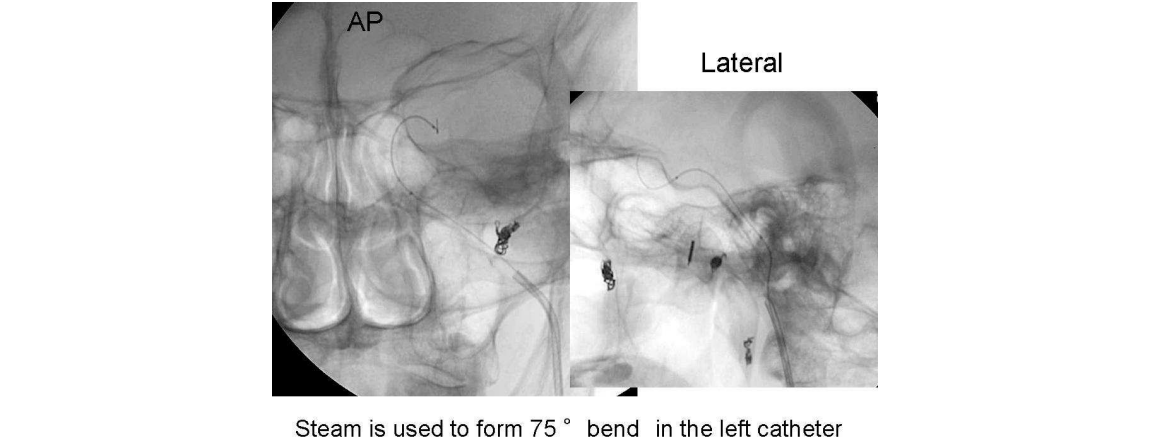 AP
Lateral
Steam is used to form 75° bend in the left catheter